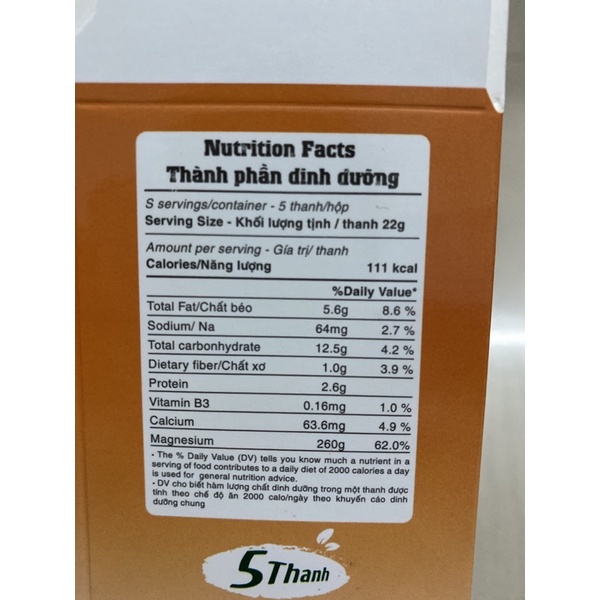 Nutrition Facts
Thành phần dinh dưỡng
S servings/container - 5 thanh/hộp
Serving Size - Khối lượng tịnh / thanh 22g
Amount per serving - Gía trị/ thanh
Calories/Năng lượng 111 kcal
%Daily Value*
Total Fat/Chất béo 5.6g 8.6 %
Sodium/ Na 64mg 2.7 %
Total carbonhydrate 12.5g 4.2 %
Dietary fiber/Chất xơ 1.0g 3.9 %
Protein 2.6g
Vitamin B3 0.16mg 1.0 %
Calcium 63.6mg 4.9 %
Magnesium 260g 62.0%
- The % Daily Value (DV) tells you know much a nutrient in a
serving of food contributes to a daily diet of 2000 calories a day
is used for general nutrition advice.
- DV cho biết hàm lượng chất dinh dưỡng trong một thanh được
tính theo chế độ ăn 2000 calo/ngày theo khuyến cáo dinh
dưỡng chung
5 Thanh